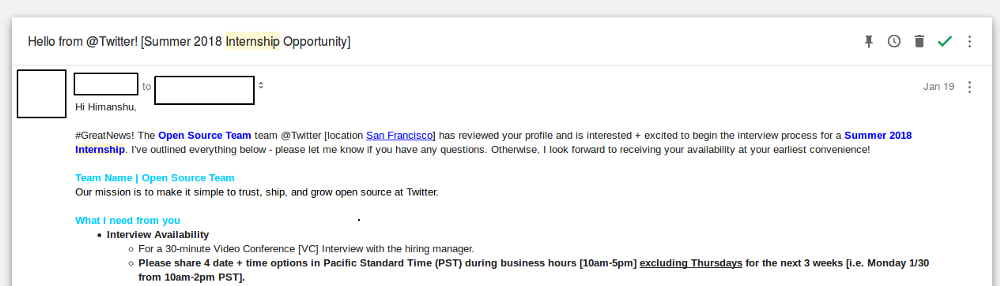 Hello from @Twitter! [Summer 2018 Internship Opportunity]
to
Jan 19
Hi Himanshu,
#GreatNews! The Open Source Team team @Twitter [location San Francisco] has reviewed your profile and is interested + excited to begin the interview process for a Summer 2018
Internship. I've outlined everything below - please let me know if you have any questions. Otherwise, I look forward to receiving your availability at your earliest convenience!
Team Name | Open Source Team
Our mission is to make it simple to trust, ship, and grow open source at Twitter.
What I need from you
• Interview Availability
○ For a 30-minute Video Conference [VC] Interview with the hiring manager.
○ Please share 4 date + time options in Pacific Standard Time (PST) during business hours [10am-5pm] excluding Thursdays for the next 3 weeks [i.e. Monday 1/30
from 10am-2pm PST].